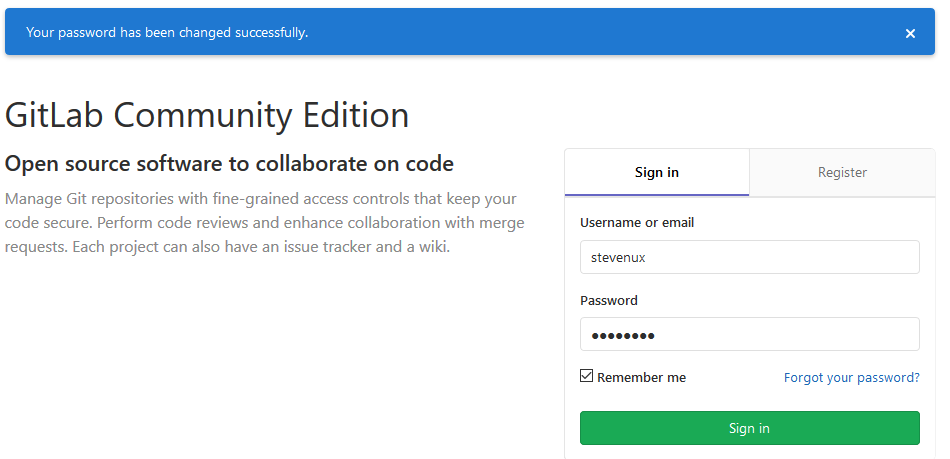 Your password has been changed successfully.
GitLab Community Edition
Open source software to collaborate on code
Manage Git repositories with fine-grained access controls that keep your
code secure. Perform code reviews and enhance collaboration with merge
requests. Each project can also have an issue tracker and a wiki.
Sign in
Register
Username or email
stevenux
Password
••••••••
Remember me
Forgot your password?
Sign in